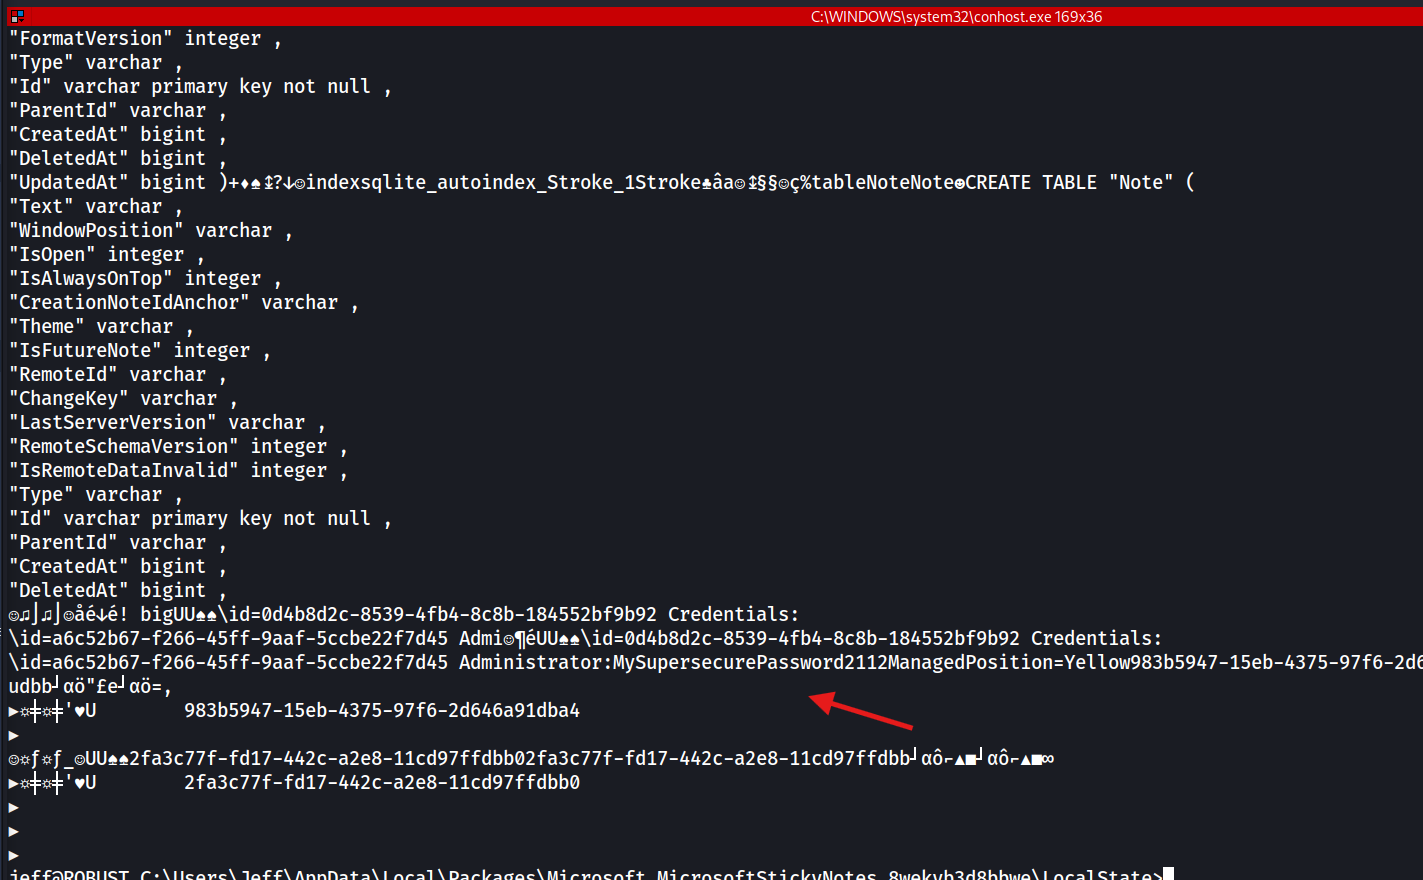 C:\WINDOWS\system32\conhost.exe 169x36
"FormatVersion" integer ,
"Type" varchar ,
"Id" varchar primary key not null ,
"ParentId" varchar ,
"CreatedAt" bigint ,
"DeletedAt" bigint ,
"UpdatedAt" bigint )+♦♠↨?↓☺indexsqlite_autoindex_Stroke_1Stroke♣âa☺↨§§☺ç%tableNoteNote☻CREATE TABLE "Note" (
"Text" varchar ,
"WindowPosition" varchar ,
"IsOpen" integer ,
"IsAlwaysOnTop" integer ,
"CreationNoteIdAnchor" varchar ,
"Theme" varchar ,
"IsFutureNote" integer ,
"RemoteId" varchar ,
"ChangeKey" varchar ,
"LastServerVersion" varchar ,
"RemoteSchemaVersion" integer ,
"IsRemoteDataInvalid" integer ,
"Type" varchar ,
"Id" varchar primary key not null ,
"ParentId" varchar ,
"CreatedAt" bigint ,
"DeletedAt" bigint ,
☺♫⌡♫⌡☺åé↓é! bigUU♠♠\id=0d4b8d2c-8539-4fb4-8c8b-184552bf9b92 Credentials:
\id=a6c52b67-f266-45ff-9aaf-5ccbe22f7d45 Admi☺¶éUU♠♠\id=0d4b8d2c-8539-4fb4-8c8b-184552bf9b92 Credentials:
\id=a6c52b67-f266-45ff-9aaf-5ccbe22f7d45 Administrator:MySupersecurePassword2112ManagedPosition=Yellow983b5947-15eb-4375-97f6-2d6
udbb┘αö"£e┘αö=,
►☼╪☼╪'♥U 983b5947-15eb-4375-97f6-2d646a91dba4
►
☺☼ƒ☼ƒ_☺UU♠♠2fa3c77f-fd17-442c-a2e8-11cd97ffdbb02fa3c77f-fd17-442c-a2e8-11cd97ffdbb┘αô⌐▲■┘αô⌐▲■∞
►☼╪☼╪'♥U 2fa3c77f-fd17-442c-a2e8-11cd97ffdbb0
►
►
►
jeff@ROBUST C:\Users\Jeff\AppData\Local\Packages\Microsoft.MicrosoftStickyNotes_8wekyb3d8bbwe\LocalState>